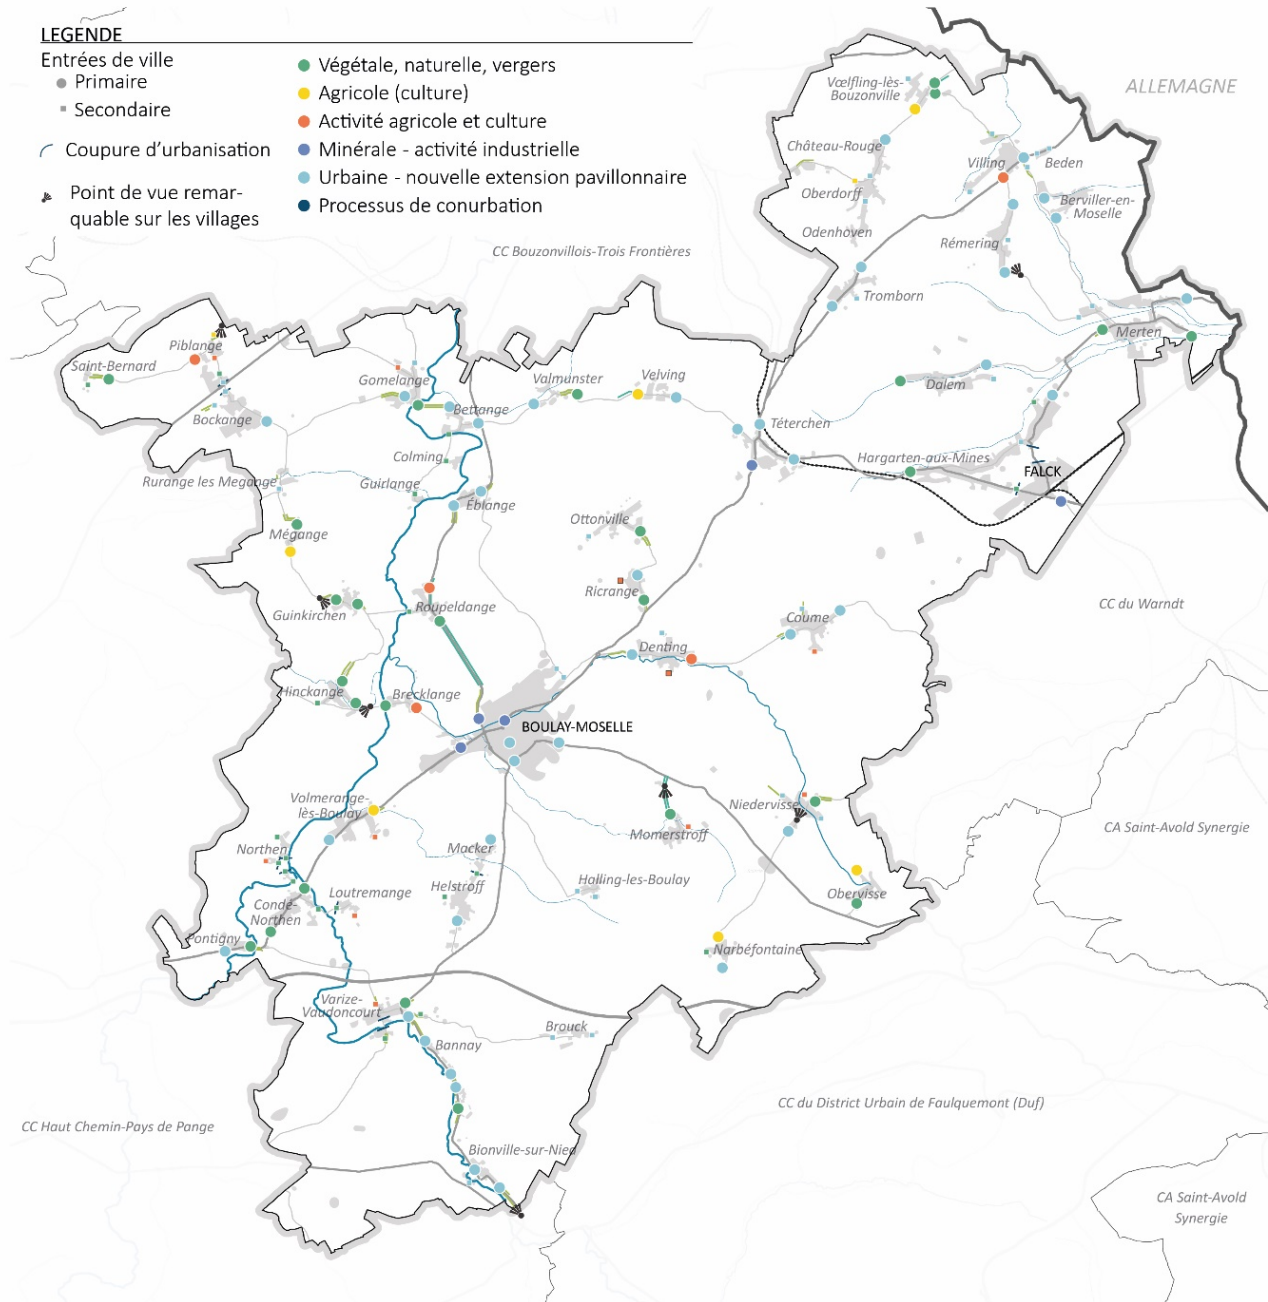 LEGENDE
Entrées de ville
Primaire
Secondaire
Coupure d'urbanisation
Point de vue remar-
quable sur les villages
Végétale, naturelle, vergers
Agricole (culture)
Activité agricole et culture
Minérale - activité industrielle
Urbaine - nouvelle extension pavillonnaire
Processus de conurbation
ALLEMAGNE
Vœlfling-lès-
Bouzonville
Château-Rouge
Villing
Beden
Oberdorff
Berviller-en-
Moselle
Odenhoven
Rémering
CC Bouzonvillois-Trois Frontières
Tromborn
Merten
Piblange
Saint-Bernard
Gomelange
Valmunster
Velving
Dalem
Bockange
Bettange
Téterchen
Colming
Hargarten-aux-Mines
FALCK
Rurange les Megange
Guirlange
Éblange
Ottonville
Mégange
Ricrange
CC du Warndt
Guinkirchen
Roupeldange
Coume
Denting
Hinckange
Brecklange
BOULAY-MOSELLE
Volmerange-
lès-Boulay
Niedervisse
Momerstroff
CA Saint-Avold Synergie
Northen
Macker
Halling-les-Boulay
Helstroff
Loutremange
Obervisse
Condé-
Northen
Pontigny
Narbéfontaine
Varize-
Vaudoncourt
Brouck
Bannay
CC du District Urbain de Faulquemont (Duf)
CC Haut Chemin-Pays de Pange
Bionville-sur-Nied
CA Saint-Avold
Synergie